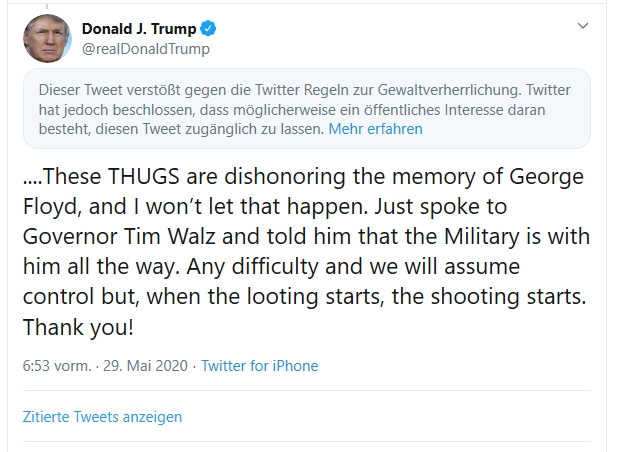 Donald J. Trump
@realDonaldTrump
Dieser Tweet verstößt gegen die Twitter Regeln zur Gewaltverherrlichung. Twitter
hat jedoch beschlossen, dass möglicherweise ein öffentliches Interesse daran
besteht, diesen Tweet zugänglich zu lassen. Mehr erfahren
....These THUGS are dishonoring the memory of George
Floyd, and I won’t let that happen. Just spoke to
Governor Tim Walz and told him that the Military is with
him all the way. Any difficulty and we will assume
control but, when the looting starts, the shooting starts.
Thank you!
6:53 vorm. · 29. Mai 2020 · Twitter for iPhone
Zitierte Tweets anzeigen